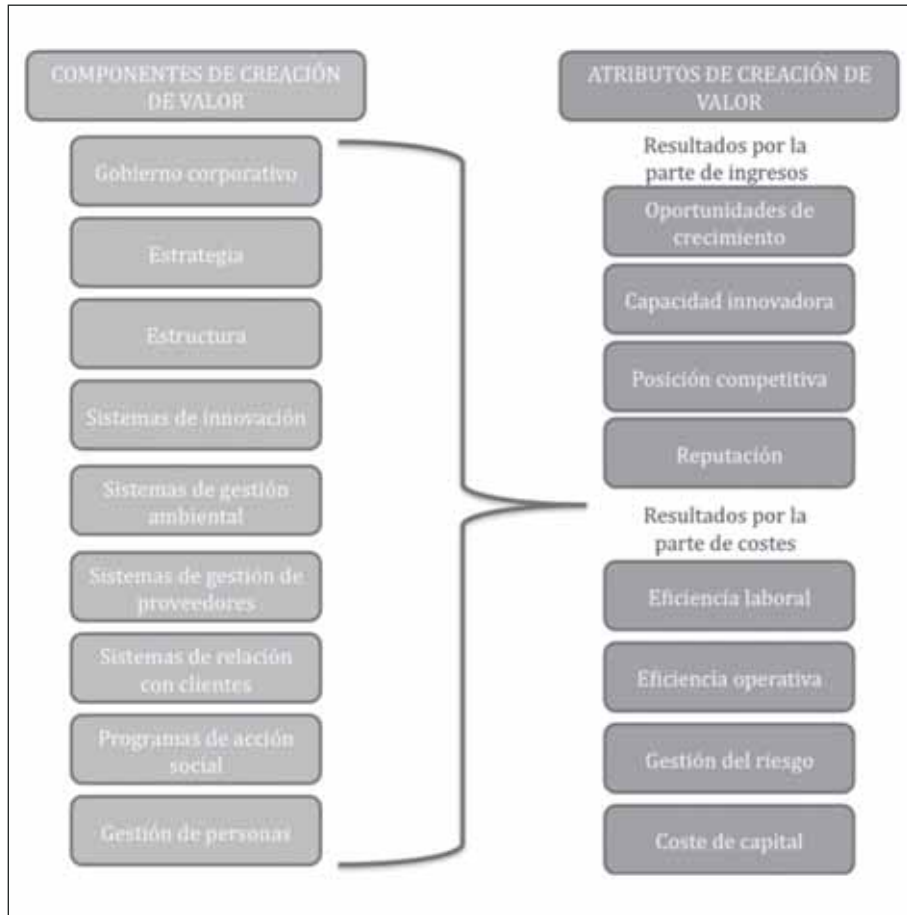 COMPONENTES DE CREACIÓN
DE VALOR
Gobierno corporativo
Estrategia
Estructura
Sistemas de innovación
Sistemas de gestión
ambiental
Sistemas de gestión de
proveedores
Sistemas de relación
con clientes
Programas de acción
social
Gestión de personas
ATRIBUTOS DE CREACIÓN DE
VALOR
Resultados por la
parte de ingresos
Oportunidades de
crecimiento
Capacidad innovadora
Posición competitiva
Reputación
Resultados por la
parte de costes
Eficiencia laboral
Eficiencia operativa
Gestión del riesgo
Coste de capital